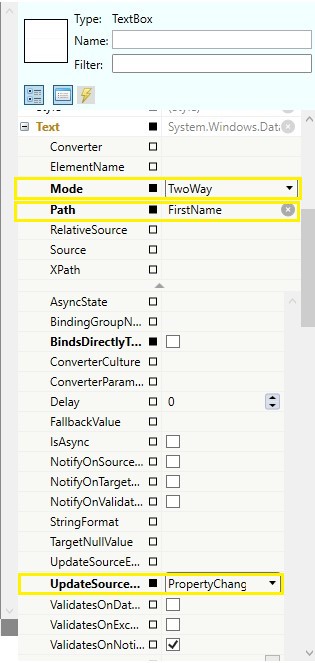 Type: TextBox
Name:
Filter:
Text System.Windows.Data
Converter
ElementName
Mode TwoWay
Path FirstName
RelativeSource
Source
XPath
AsyncState
BindingGroupN...
BindsDirectlyT...
ConverterCulture
ConverterParam...
Delay 0
FallbackValue
IsAsync
NotifyOnSource...
NotifyOnTarget...
NotifyOnValidat...
StringFormat
TargetNullValue
UpdateSourceE...
UpdateSource... PropertyChang
ValidatesOnDat...
ValidatesOnExc...
ValidatesOnNoti...